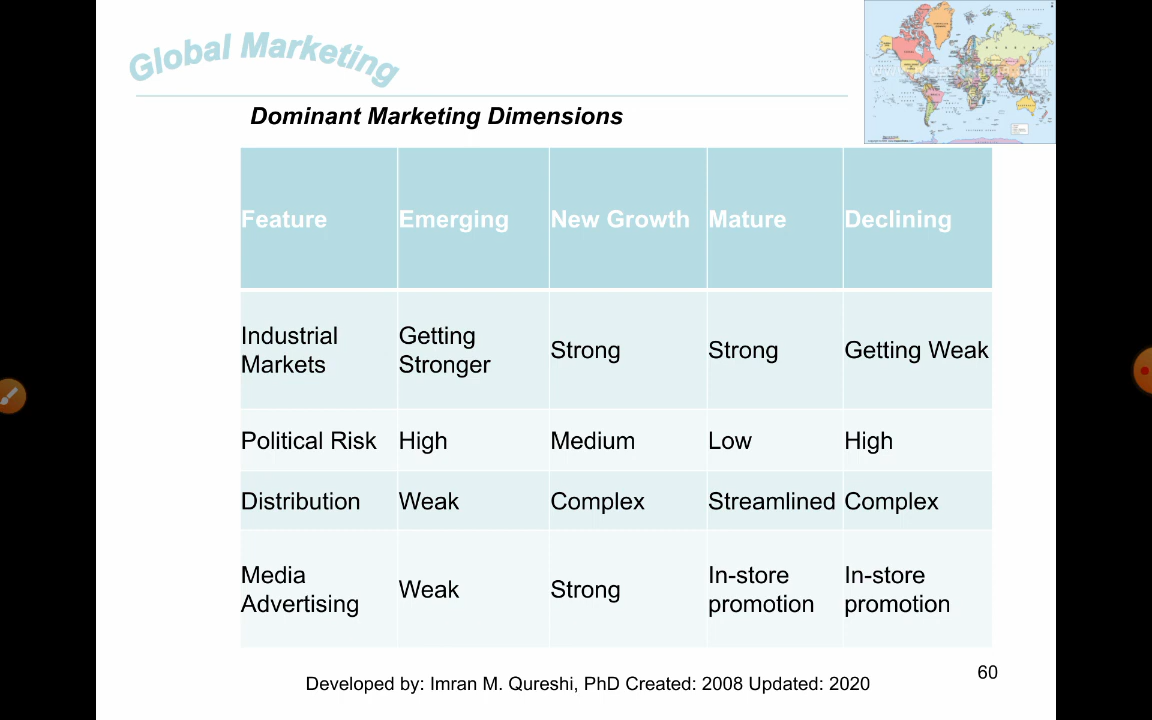 Global Marketing
Dominant Marketing Dimensions
Feature Emerging New Growth Mature Declining
Industrial Markets Getting Stronger Strong Strong Getting Weak
Political Risk High Medium Low High
Distribution Weak Complex Streamlined Complex
Media Advertising Weak Strong In-store promotion In-store promotion
60
Developed by: Imran M. Qureshi, PhD Created: 2008 Updated: 2020